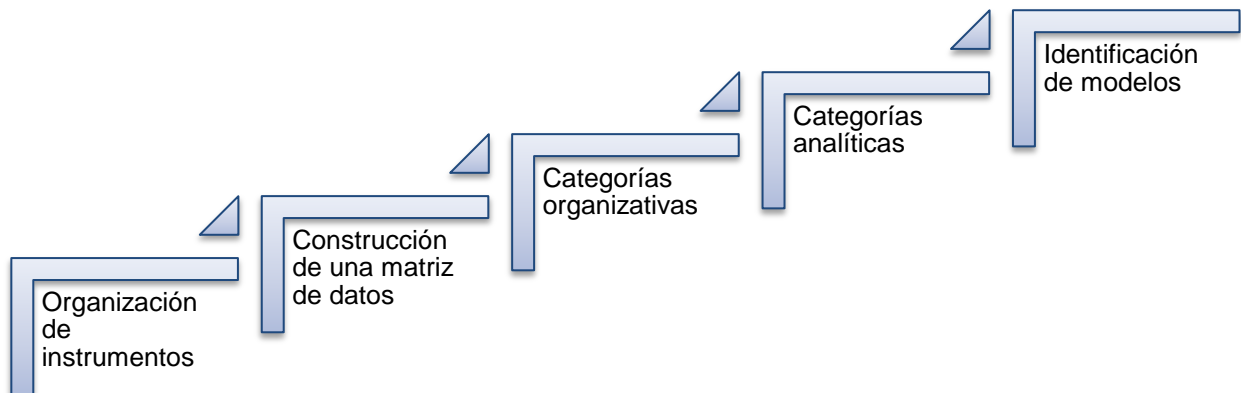 Organización
de
instrumentos
Construcción
de una matriz
de datos
Categorías
organizativas
Categorías
analíticas
Identificación
de modelos